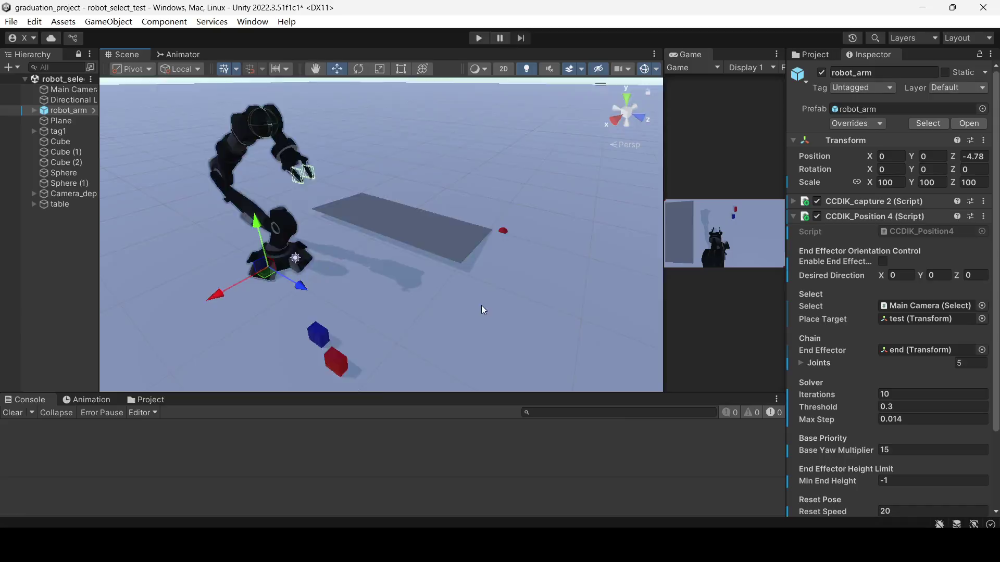 graduation_project - robot_select_test - Windows, Mac, Linux - Unity 2022.3.51f1c1* <DX11>
File Edit Assets GameObject Component Services Window Help
X Layers Layout
Hierarchy
All
robot_sele
Main Camer
Directional L
robot_arm
Plane
tag1
Cube
Cube (1)
Cube (2)
Sphere
Sphere (1)
Camera_dep
table
Scene Animator
Pivot Local 2D
y
x
z
Persp
Game
Game Display 1 F
Project Inspector
robot_arm Static
Tag Untagged Layer Default
Prefab robot_arm
Overrides Select Open
Transform
Position X 0 Y 0 Z -4.78
Rotation X 0 Y 0 Z 0
Scale X 100 Y 100 Z 100
CCDIK_capture 2 (Script)
CCDIK_Position 4 (Script)
Script CCDIK_Position4
End Effector Orientation Control
Enable End Effect...
Desired Direction X 0 Y 0 Z 0
Select
Select Main Camera (Select)
Place Target test (Transform)
Chain
End Effector end (Transform)
Joints 5
Solver
Iterations 10
Threshold 0.3
Max Step 0.014
Base Priority
Base Yaw Multiplier 15
End Effector Height Limit
Min End Height -1
Reset Pose
Reset Speed 20
Console Animation Project
Clear Collapse Error Pause Editor 0 0 0